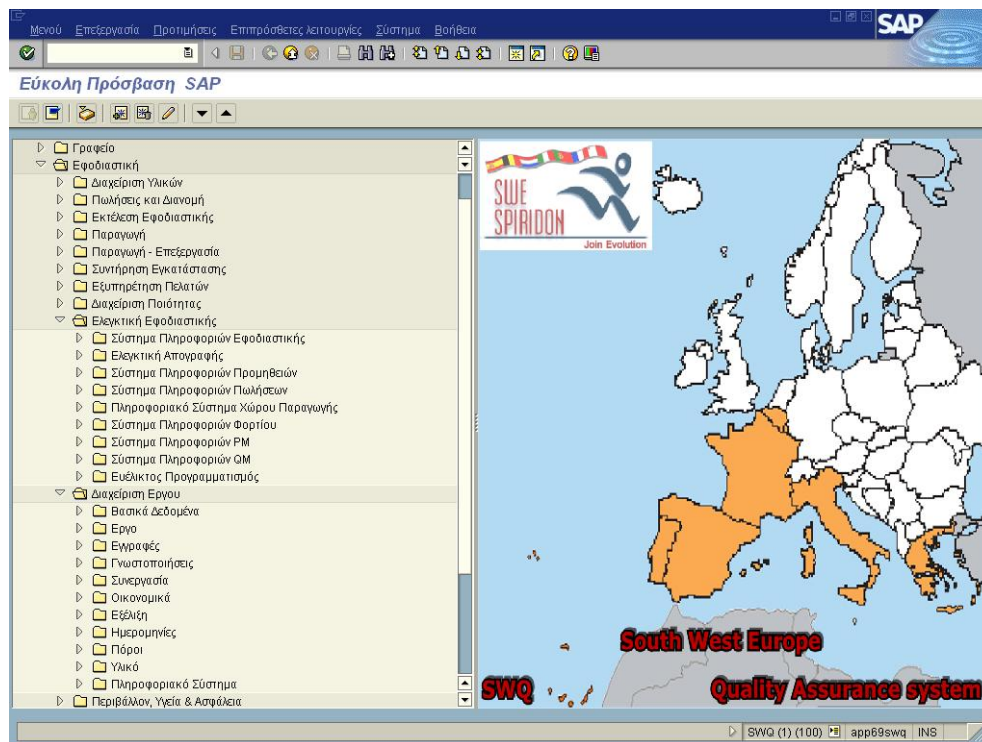 Μενού Επεξεργασία Προτιμήσεις Επιπρόσθετες λειτουργίες Σύστημα Βοήθεια
SAP
Εύκολη Πρόσβαση SAP
Γραφείο
Εφοδιαστική
Διαχείριση Υλικών
Πωλήσεις και Διανομή
Εκτέλεση Εφοδιαστικής
Παραγωγή
Παραγωγή - Επεξεργασία
Συντήρηση Εγκατάστασης
Εξυπηρέτηση Πελατών
Διαχείριση Ποιότητας
Ελεγκτική Εφοδιαστικής
Σύστημα Πληροφοριών Εφοδιαστικής
Ελεγκτική Απογραφής
Σύστημα Πληροφοριών Προμηθειών
Σύστημα Πληροφοριών Πωλήσεων
Πληροφοριακό Σύστημα Χώρου Παραγωγής
Σύστημα Πληροφοριών Φορτίου
Σύστημα Πληροφοριών PM
Σύστημα Πληροφοριών QM
Ευέλικτος Προγραμματισμός
Διαχείριση Εργου
Βασικά Δεδομένα
Εργο
Εγγραφές
Γνωστοποιήσεις
Συνεργασία
Οικονομικά
Εξέλιξη
Ημερομηνίες
Πόροι
Υλικό
Πληροφοριακό Σύστημα
Περιβάλλον, Υγεία & Ασφάλεια
SWE
SPIRIDON
Join Evolution
South West Europe
SWQ
Quality Assurance system
SWQ (1) (100)
app69swq
INS